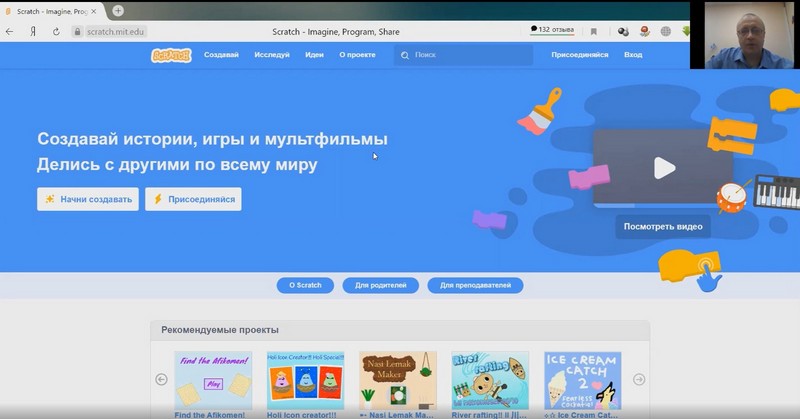 Scratch - Imagine, Prog
Я
scratch.mit.edu
Scratch - Imagine, Program, Share
132 отзыва
SCRATCH
Создавай
Исследуй
Идеи
О проекте
Поиск
Присоединяйся
Вход
Создавай истории, игры и мультфильмы
Делись с другими по всему миру
Начни создавать
Присоединяйся
Посмотреть видео
О Scratch
Для родителей
Для преподавателей
Рекомендуемые проекты
Find the Afikomen!
Play
Holi Icon Creator!!! Holi Special!!
Nasi Lemak
Maker
River
rafting
ICE CREAM
CATCH
2
Find the Afikomen!
Holi icon creator!!!
Nasi Lemak Ma...
River rafting!!
Ice Cream Cat...